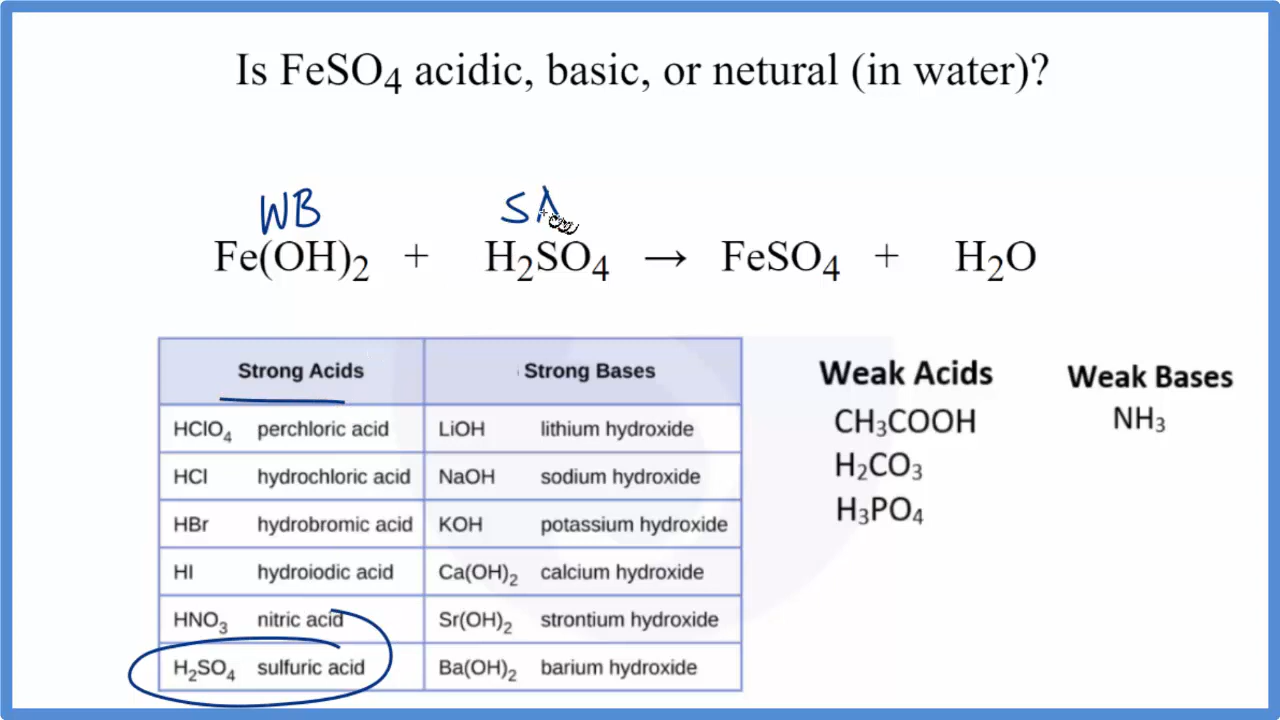 Is FeSO₄ acidic, basic, or netural (in water)?
WB SA
Fe(OH)₂ + H₂SO₄ → FeSO₄ + H₂O
Strong Acids Strong Bases
HClO₄ perchloric acid LiOH lithium hydroxide
HCl hydrochloric acid NaOH sodium hydroxide
HBr hydrobromic acid KOH potassium hydroxide
HI hydroiodic acid Ca(OH)₂ calcium hydroxide
HNO₃ nitric acid Sr(OH)₂ strontium hydroxide
H₂SO₄ sulfuric acid Ba(OH)₂ barium hydroxide
Weak Acids
CH₃COOH
H₂CO₃
H₃PO₄
Weak Bases
NH₃